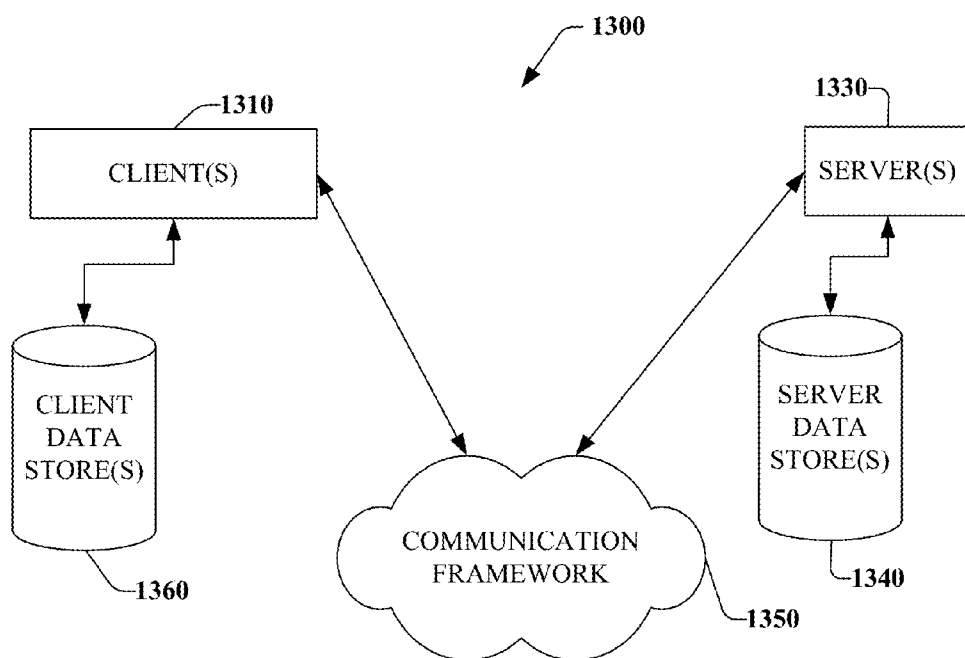 1300
1310
1330
CLIENT(S)
SERVER(S)
CLIENT
DATA
STORE(S)
SERVER
DATA
STORE(S)
COMMUNICATION
FRAMEWORK
1360
1340
1350